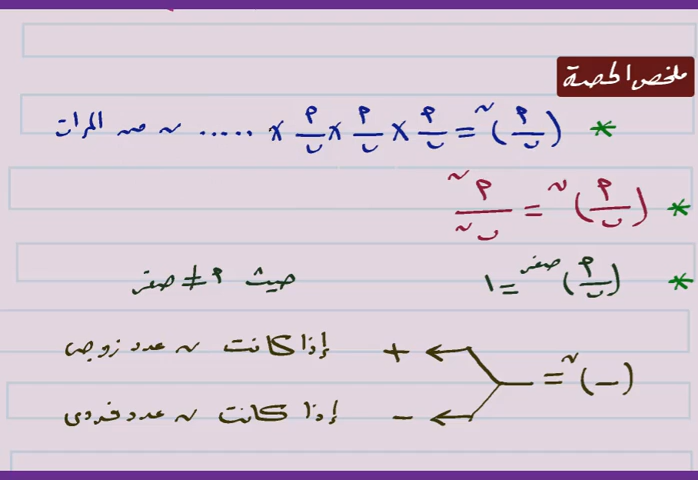 ملخص الحصة
* (م/ب)^ن = م/ب × م/ب × م/ب × ..... ن من المرات
* (م/ب)^ن = م^ن/ب^ن
* (م/ب)^صفر = ١ حيث م ≠ صفر
(−)^ن = + إذا كانت ن عدد زوجي
− إذا كانت ن عدد فردي